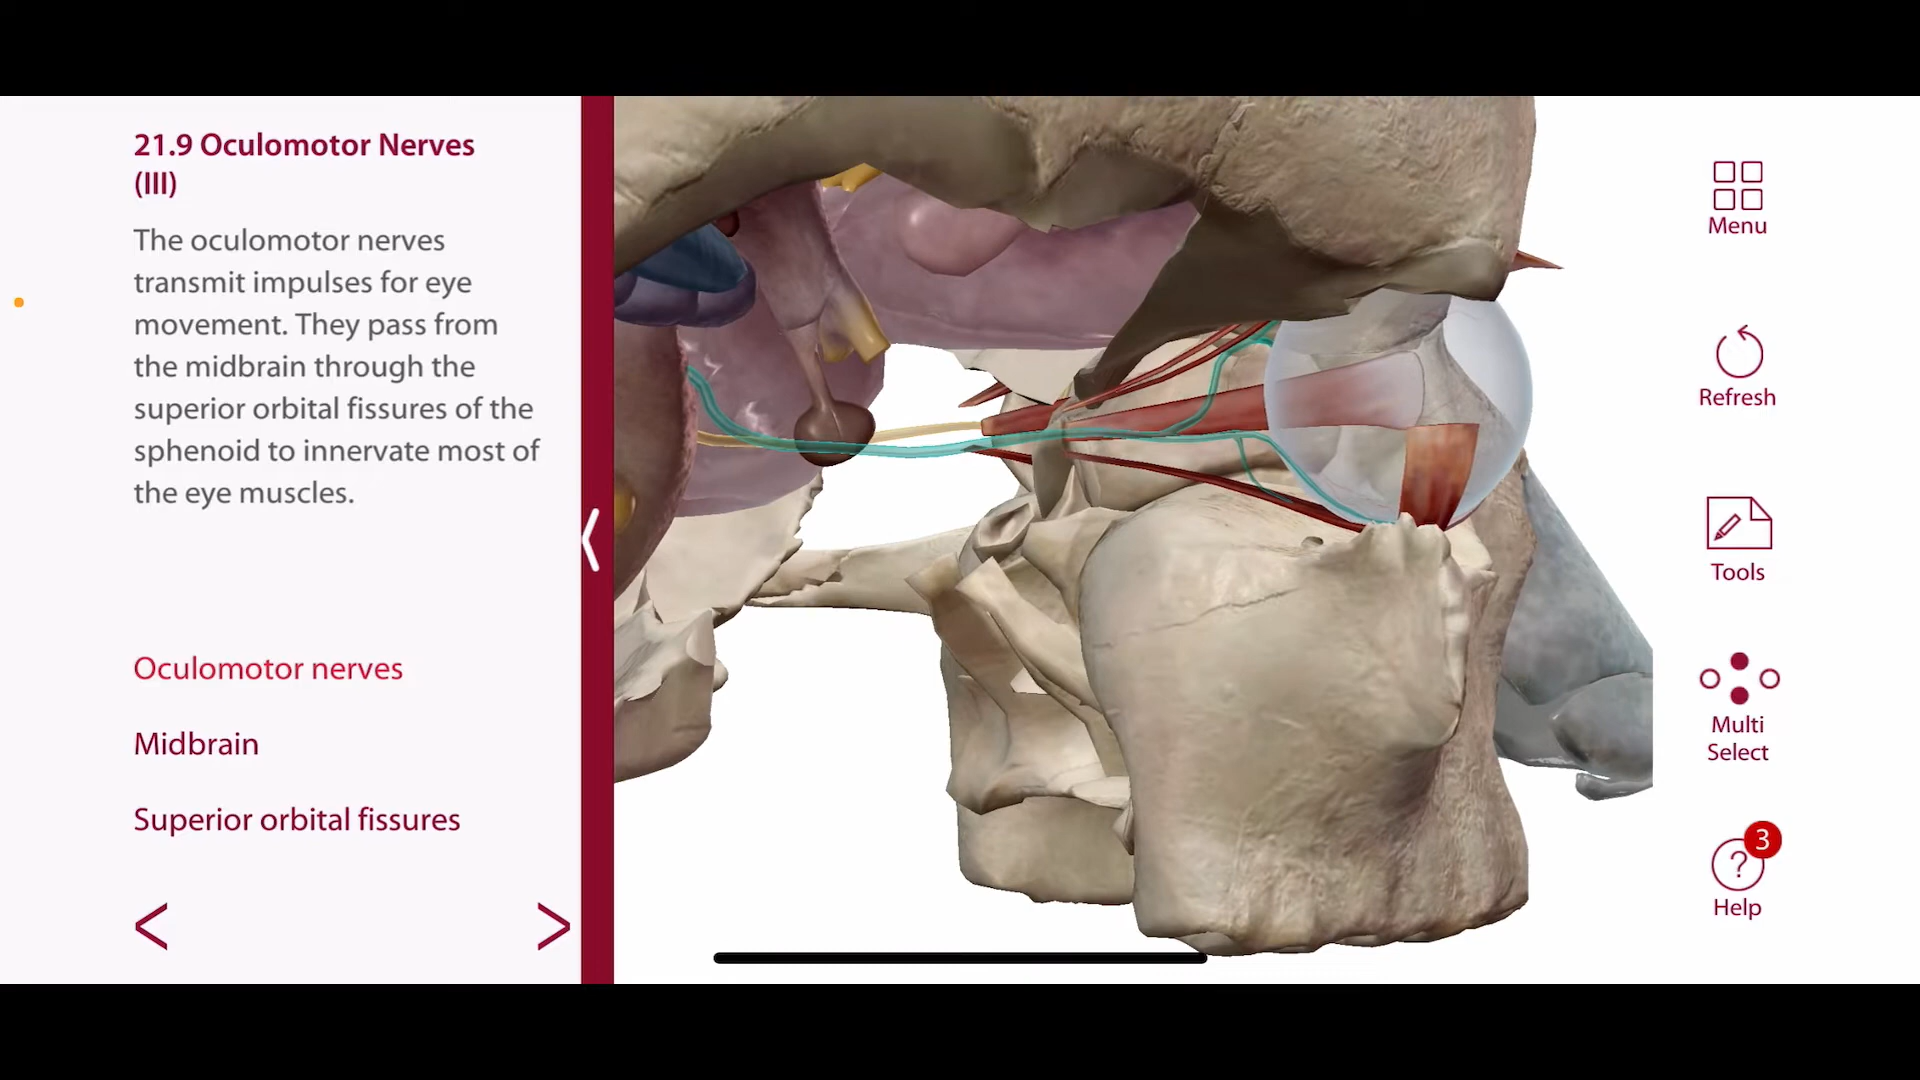 21.9 Oculomotor Nerves
(III)
The oculomotor nerves
transmit impulses for eye
movement. They pass from
the midbrain through the
superior orbital fissures of the
sphenoid to innervate most of
the eye muscles.
Oculomotor nerves
Midbrain
Superior orbital fissures
Menu
Refresh
Tools
Multi
Select
3
Help